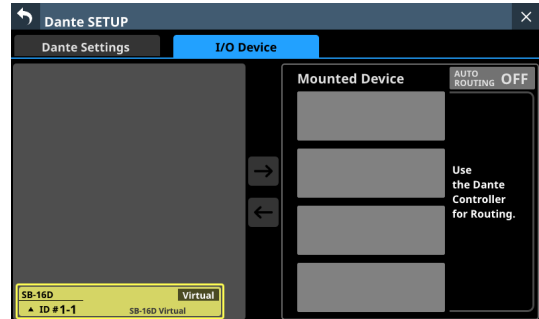 Dante SETUP
Dante Settings
I/O Device
Mounted Device
AUTO ROUTING OFF
Use
the Dante
Controller
for Routing.
SB-16D Virtual
▲ ID #1-1 SB-16D Virtual